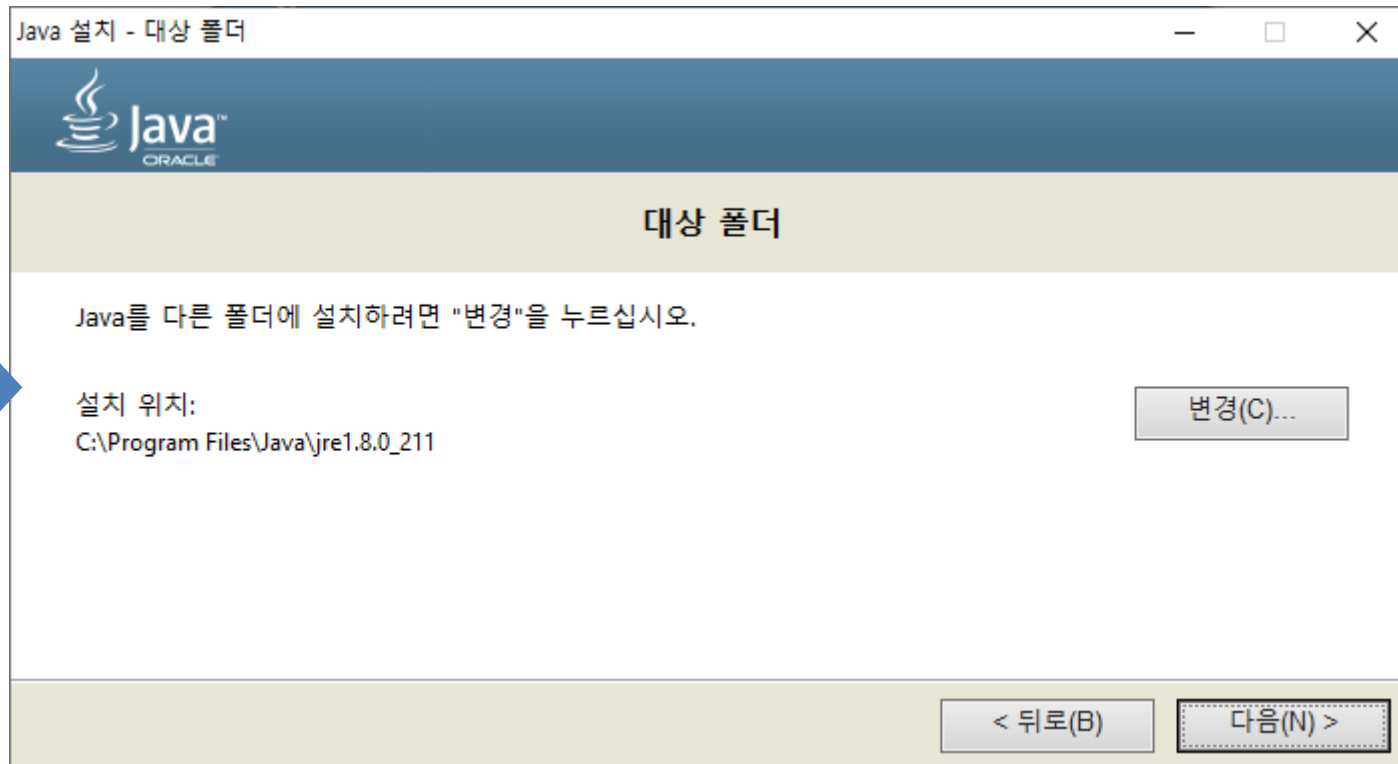 Java 설치 - 대상 폴더
Java™
ORACLE
대상 폴더
Java를 다른 폴더에 설치하려면 "변경"을 누르십시오.
설치 위치:
변경(C)...
C:\Program Files\Java\jre1.8.0_211
< 뒤로(B)
다음(N) >